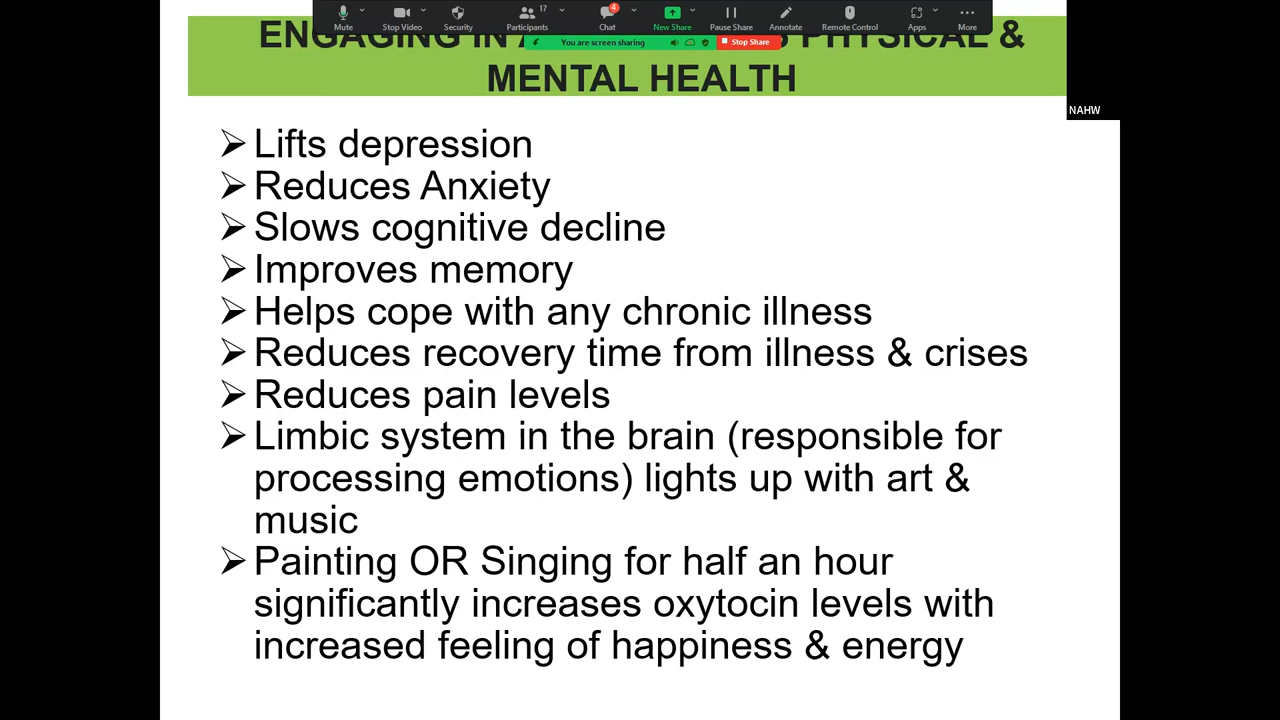 Mute
Stop Video
Security
Participants
17
Chat
4
New Share
Pause Share
Annotate
Remote Control
Apps
More
You are screen sharing
Stop Share
ENGAGING IN PHYSICAL &
MENTAL HEALTH
NAHW
Lifts depression
Reduces Anxiety
Slows cognitive decline
Improves memory
Helps cope with any chronic illness
Reduces recovery time from illness & crises
Reduces pain levels
Limbic system in the brain (responsible for
processing emotions) lights up with art &
music
Painting OR Singing for half an hour
significantly increases oxytocin levels with
increased feeling of happiness & energy